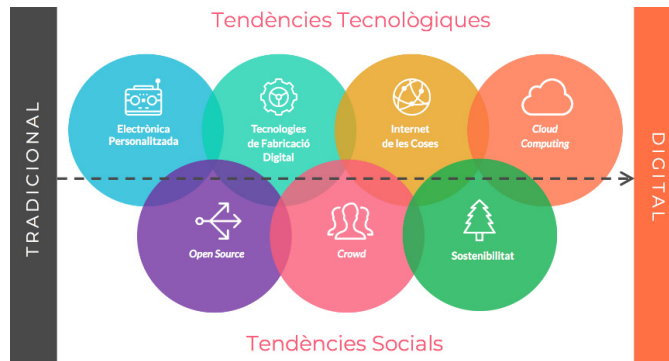 Tendències Tecnològiques
TRADICIONAL
Electrònica
Personalitzada
Tecnologies
de Fabricació
Digital
Internet
de les Coses
Cloud
Computing
DIGITAL
Open Source
Crowd
Sostenibilitat
Tendències Socials